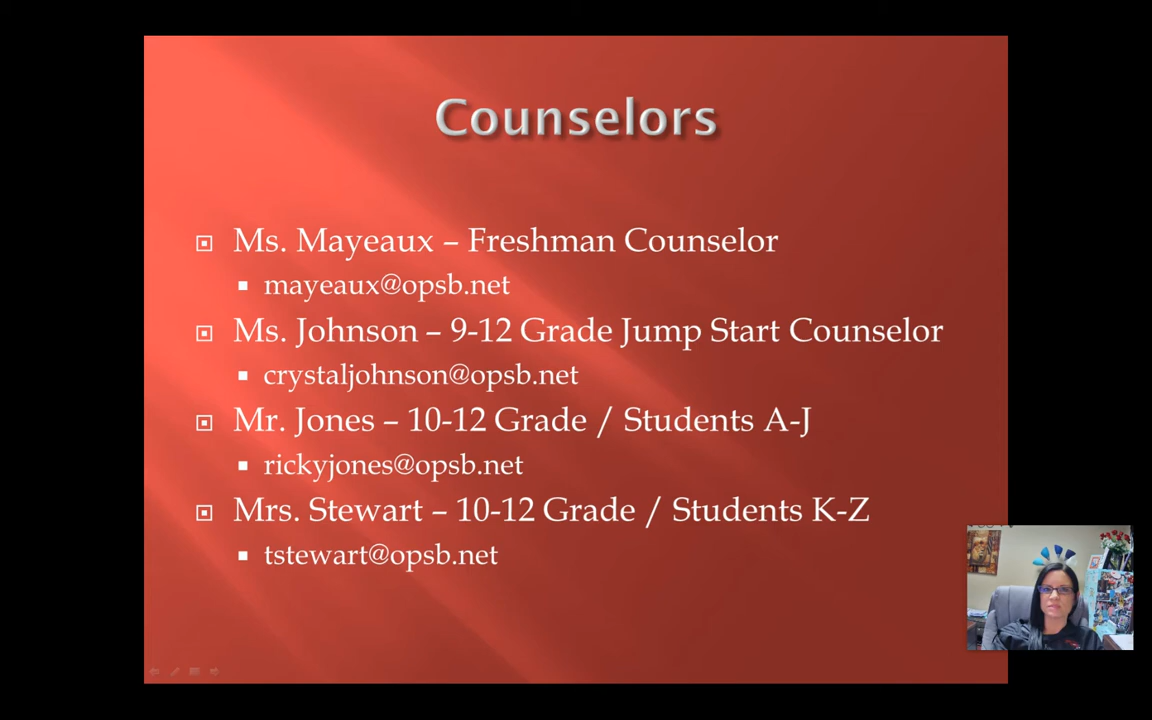 Counselors
Ms. Mayeaux – Freshman Counselor
mayeaux@opsb.net
Ms. Johnson – 9-12 Grade Jump Start Counselor
crystaljohnson@opsb.net
Mr. Jones – 10-12 Grade / Students A-J
rickyjones@opsb.net
Mrs. Stewart – 10-12 Grade / Students K-Z
tstewart@opsb.net